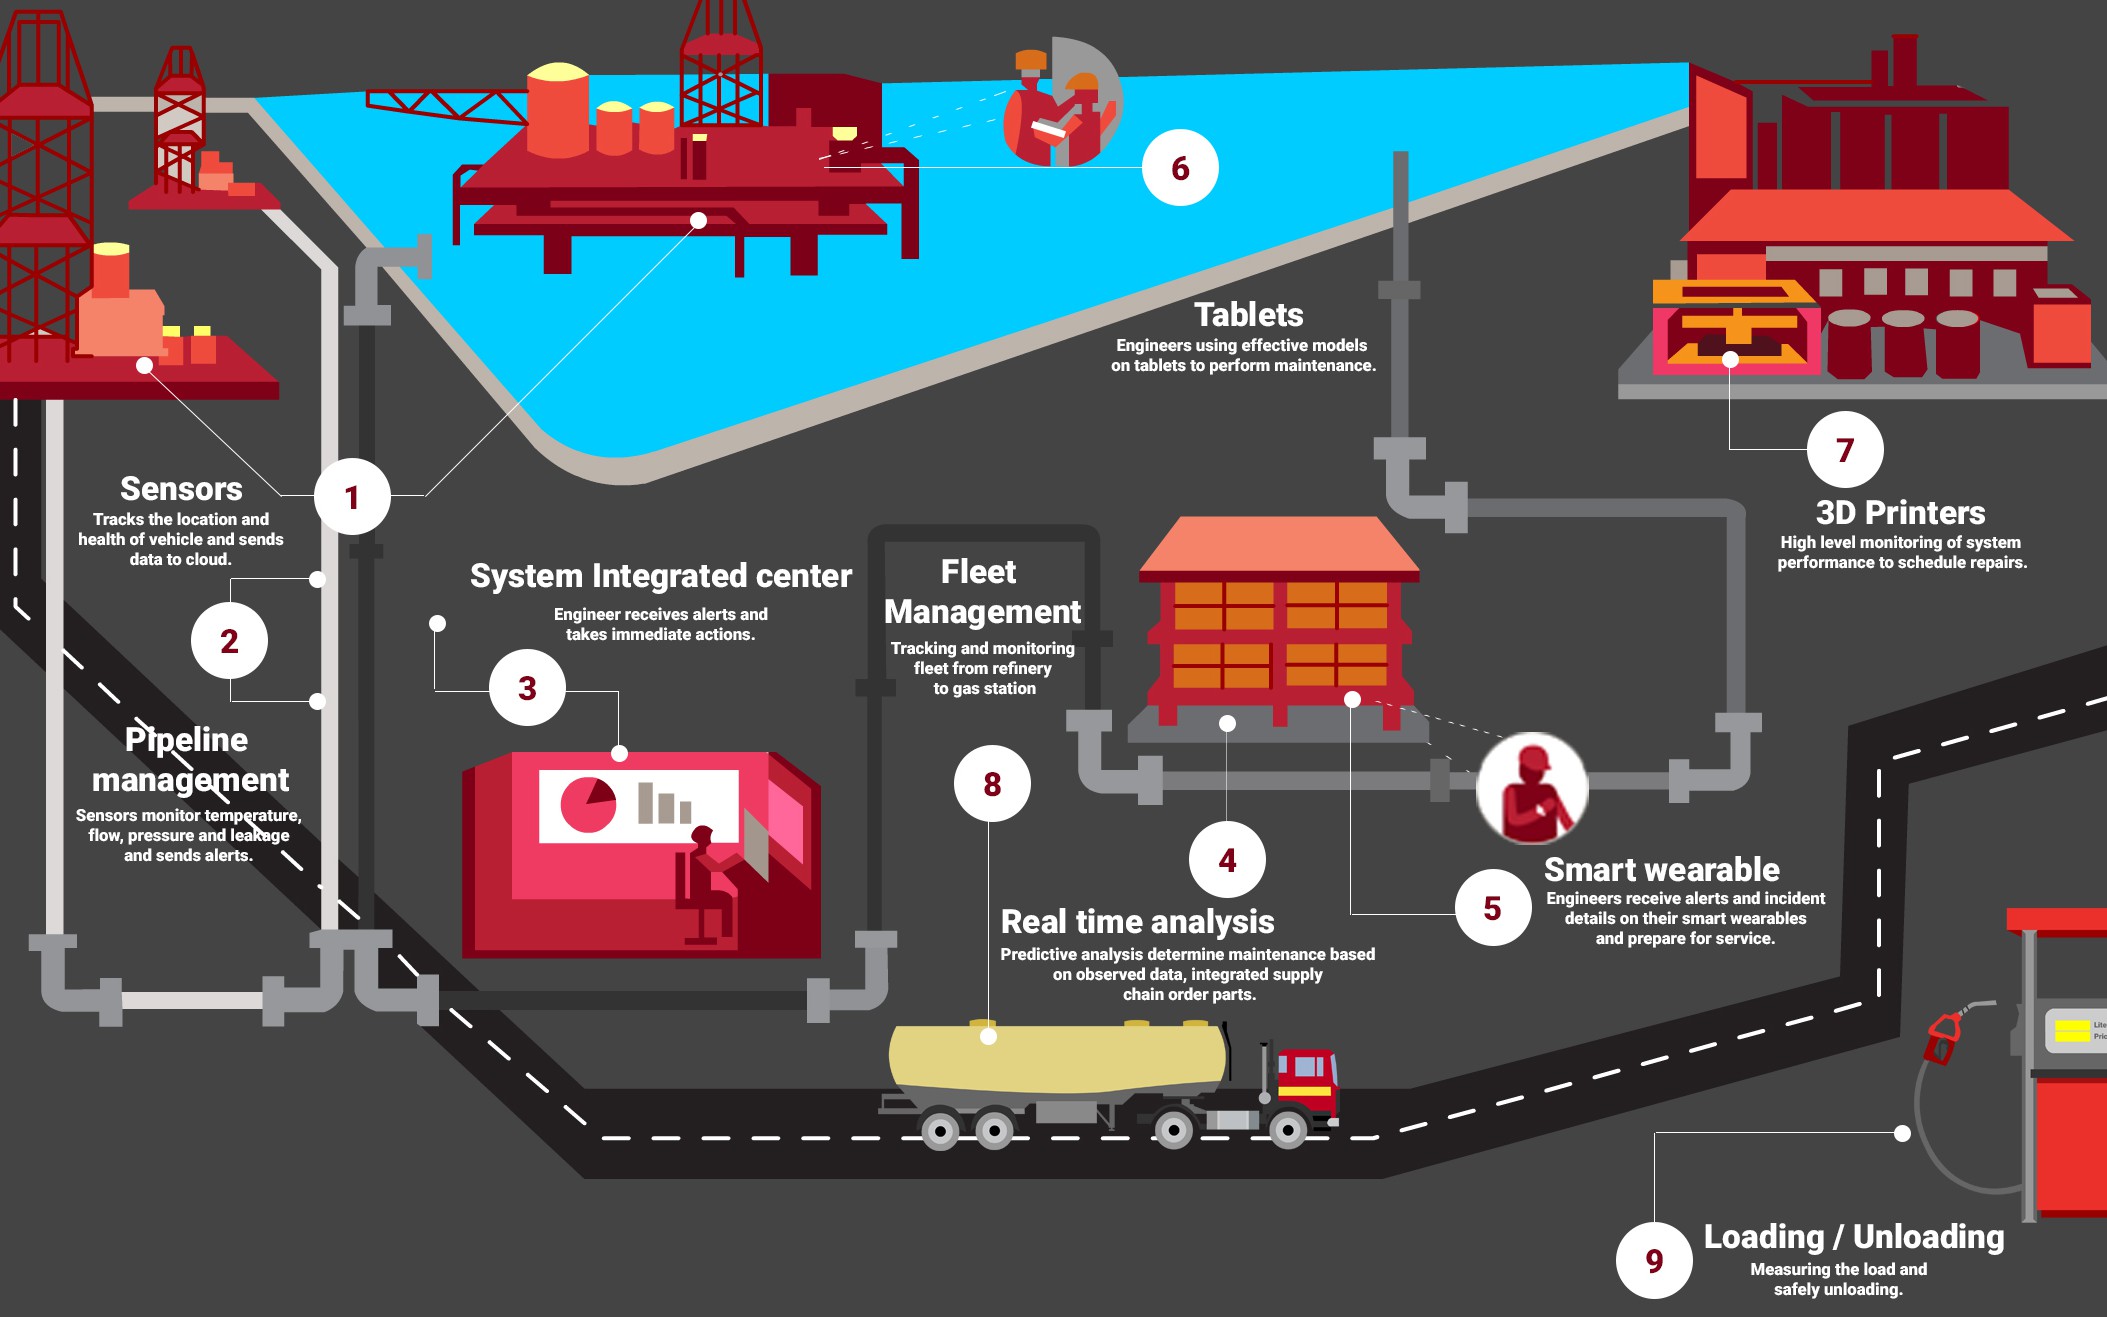 6
Tablets
Engineers using effective models
on tablets to perform maintenance.
7
3D Printers
High level monitoring of system
performance to schedule repairs.
1
Sensors
Tracks the location and
health of vehicle and sends
data to cloud.
2
Pipeline
management
Sensors monitor temperature,
flow, pressure and leakage
and sends alerts.
System Integrated center
Engineer receives alerts and
takes immediate actions.
3
Fleet
Management
Tracking and monitoring
fleet from refinery
to gas station
8
4
Real time analysis
Predictive analysis determine maintenance based
on observed data, integrated supply
chain order parts.
5
Smart wearable
Engineers receive alerts and incident
details on their smart wearables
and prepare for service.
Lite
Pric
9
Loading / Unloading
Measuring the load and
safely unloading.